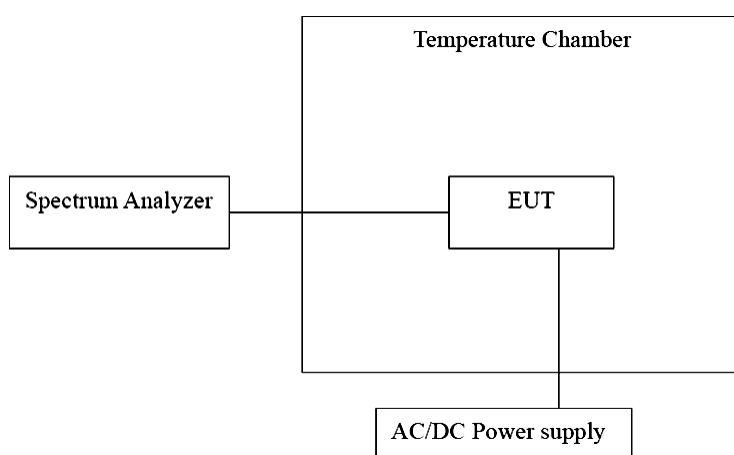 Temperature Chamber
Spectrum Analyzer
EUT
AC/DC Power supply